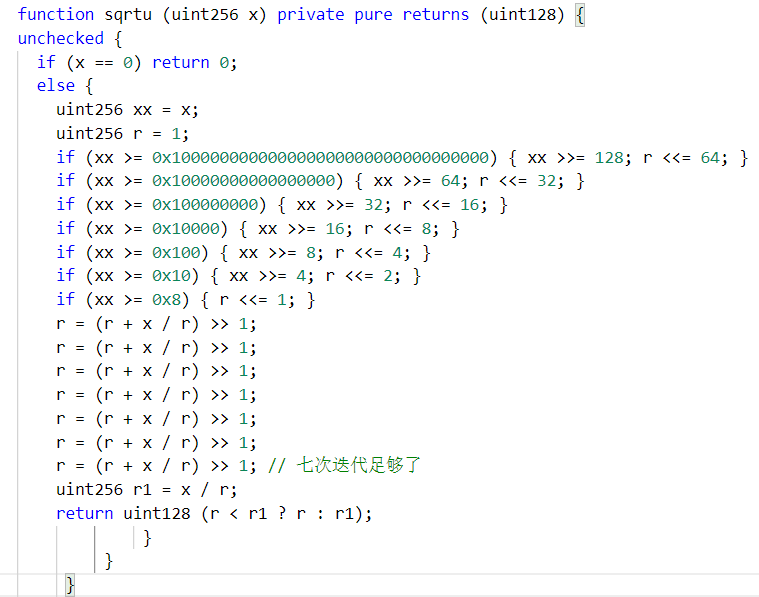 function sqrtu (uint256 x) private pure returns (uint128) {
unchecked {
if (x == 0) return 0;
else {
uint256 xx = x;
uint256 r = 1;
if (xx >= 0x100000000000000000000000000000000) { xx >>= 128; r <<= 64; }
if (xx >= 0x10000000000000000) { xx >>= 64; r <<= 32; }
if (xx >= 0x100000000) { xx >>= 32; r <<= 16; }
if (xx >= 0x10000) { xx >>= 16; r <<= 8; }
if (xx >= 0x100) { xx >>= 8; r <<= 4; }
if (xx >= 0x10) { xx >>= 4; r <<= 2; }
if (xx >= 0x8) { r <<= 1; }
r = (r + x / r) >> 1;
r = (r + x / r) >> 1;
r = (r + x / r) >> 1;
r = (r + x / r) >> 1;
r = (r + x / r) >> 1;
r = (r + x / r) >> 1;
r = (r + x / r) >> 1; // 七次迭代足够了
uint256 r1 = x / r;
return uint128 (r < r1 ? r : r1);
}
}
}